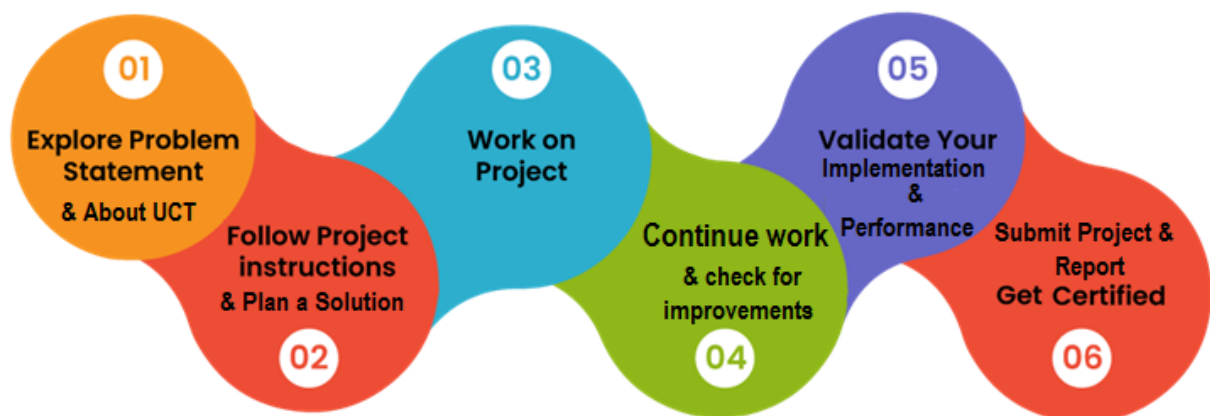 01
Explore Problem
Statement
& About UCT
Follow Project
instructions
& Plan a Solution
02
03
Work on
Project
Continue work
& check for
improvements
04
05
Validate Your
Implementation
&
Performance
Submit Project &
Report
Get Certified
06